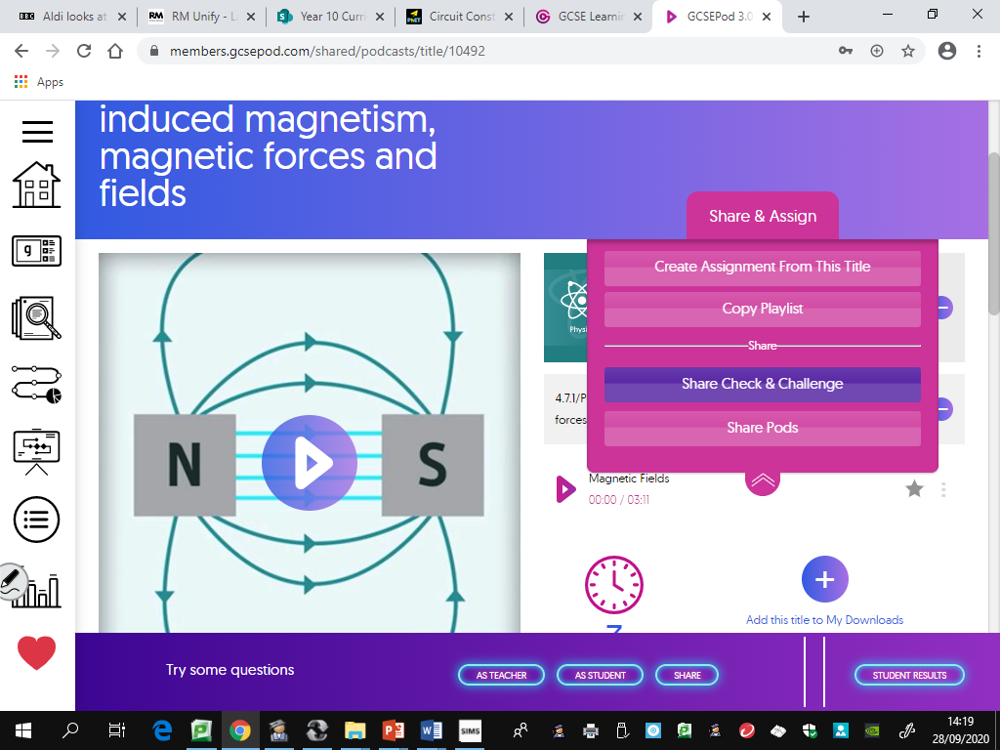 BBC Aldi looks at
RM RM Unify - L
S Year 10 Curri
PhET Circuit Const
GCSE Learnin
GCSEPod 3.0
members.gcsepod.com/shared/podcasts/title/10492
Apps
induced magnetism,
magnetic forces and
fields
Share & Assign
Create Assignment From This Title
Copy Playlist
Share
Share Check & Challenge
Share Pods
g
Physi
4.7.1/P
forces
N
S
Magnetic Fields
00:00 / 03:11
7
Add this title to My Downloads
Try some questions
AS TEACHER
AS STUDENT
SHARE
STUDENT RESULTS
SIMS
14:19
28/09/2020